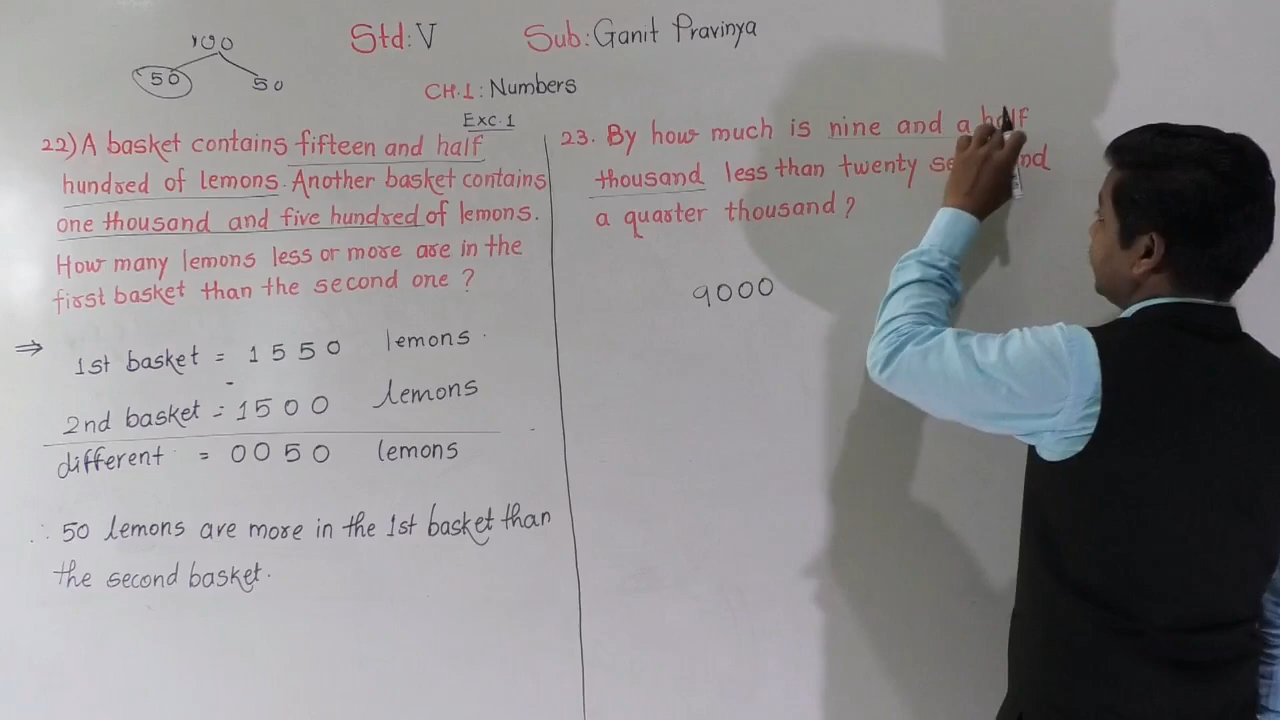 100
50 50
Std: V Sub: Ganit Pravinya
CH.1: Numbers
Exc.1
22) A basket contains fifteen and half
hundred of lemons. Another basket contains
one thousand and five hundred of lemons.
How many lemons less or more are in the
first basket than the second one ?
⇒ 1st basket = 1550 lemons.
-
2nd basket = 1500 lemons
different = 0050 lemons
∴ 50 lemons are more in the 1st basket than
the second basket.
23. By how much is nine and a half
thousand less than twenty
a quarter thousand ?
9000